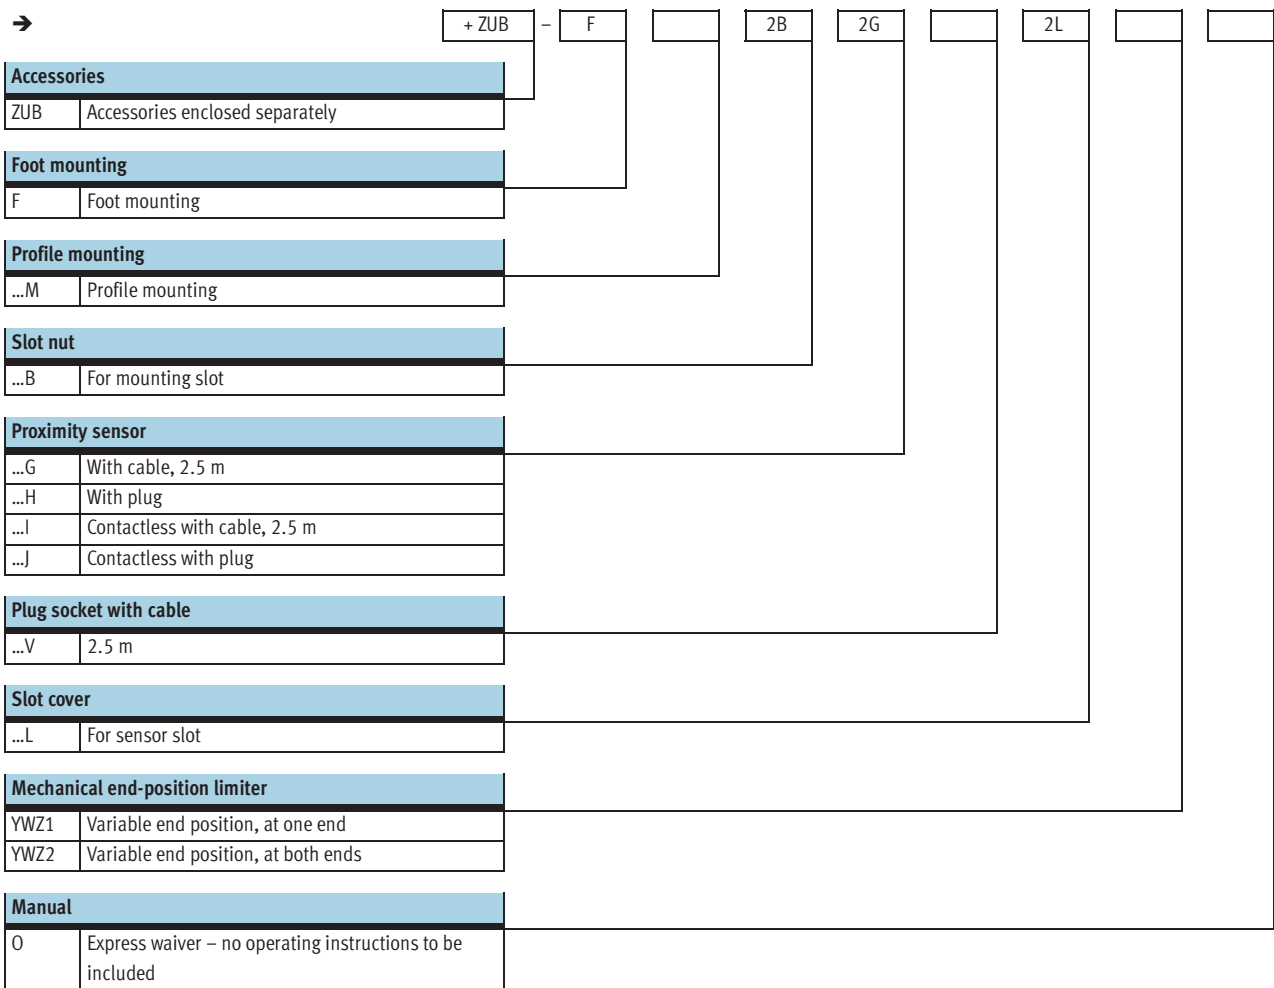 ➔ + ZUB – F 2B 2G 2L
Accessories
ZUB Accessories enclosed separately
Foot mounting
F Foot mounting
Profile mounting
...M Profile mounting
Slot nut
...B For mounting slot
Proximity sensor
...G With cable, 2.5 m
...H With plug
...I Contactless with cable, 2.5 m
...J Contactless with plug
Plug socket with cable
...V 2.5 m
Slot cover
...L For sensor slot
Mechanical end-position limiter
YWZ1 Variable end position, at one end
YWZ2 Variable end position, at both ends
Manual
O Express waiver – no operating instructions to be
included